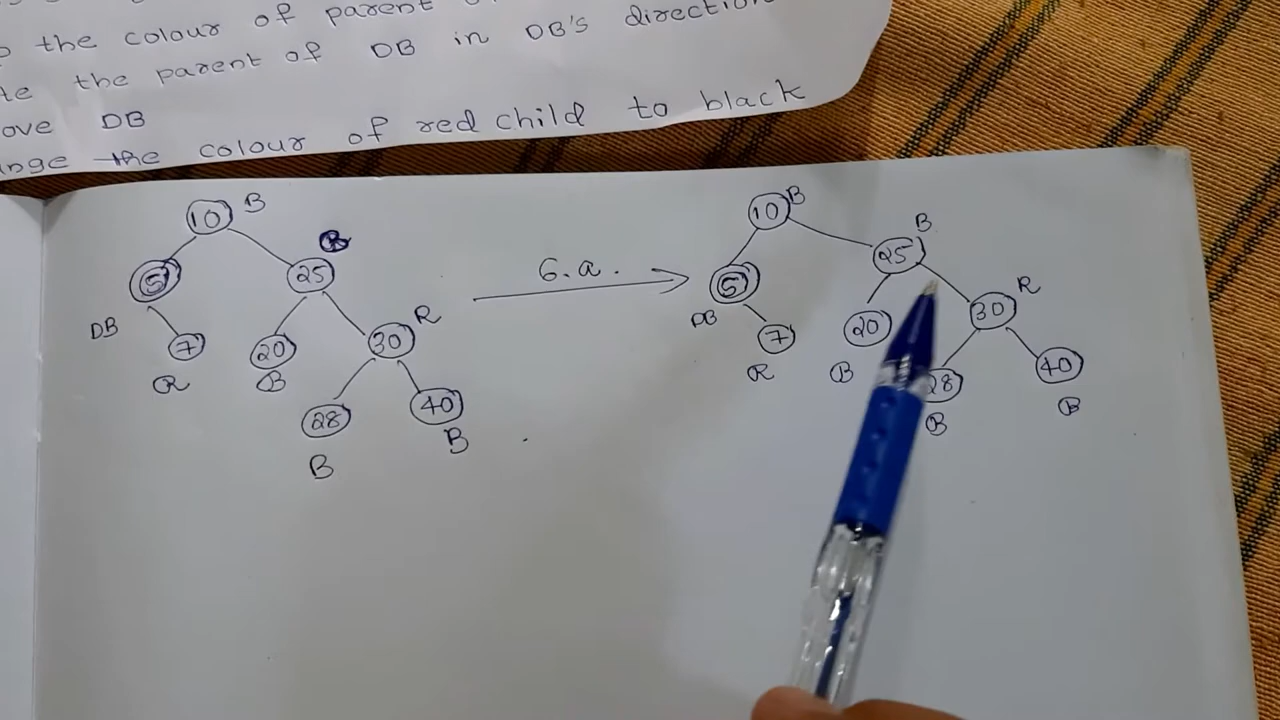 the colour of parent
the parent of DB in DB's direction
ove DB
nge the colour of red child to black
10 B
5 25
DB
7 20 30 R
R B
28 40
B B
6.a.
10 B
5 25 B
DB
7 20 30 R
R B
28 40
B B